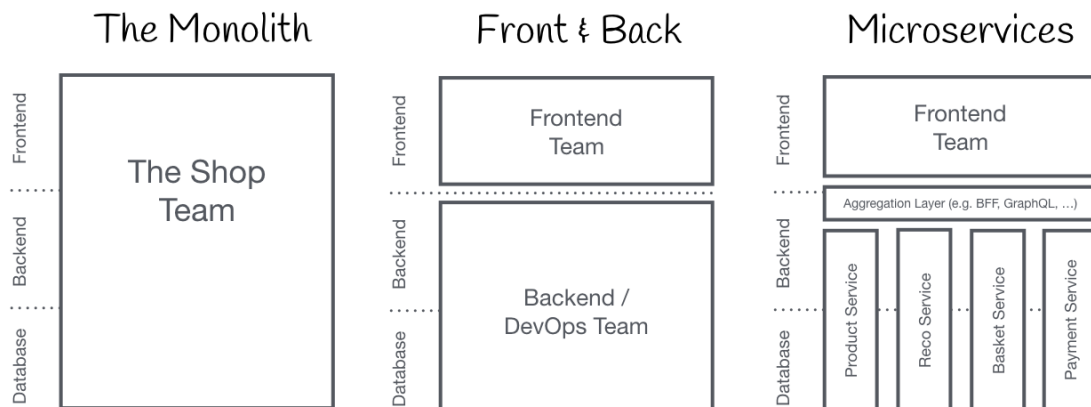 The Monolith
Frontend
Backend
Database
The Shop
Team
Front & Back
Frontend
Backend
Database
Frontend
Team
Backend /
DevOps Team
Microservices
Frontend
Backend
Database
Frontend
Team
Aggregation Layer (e.g. BFF, GraphQL, …)
Product Service
Reco Service
Basket Service
Payment Service